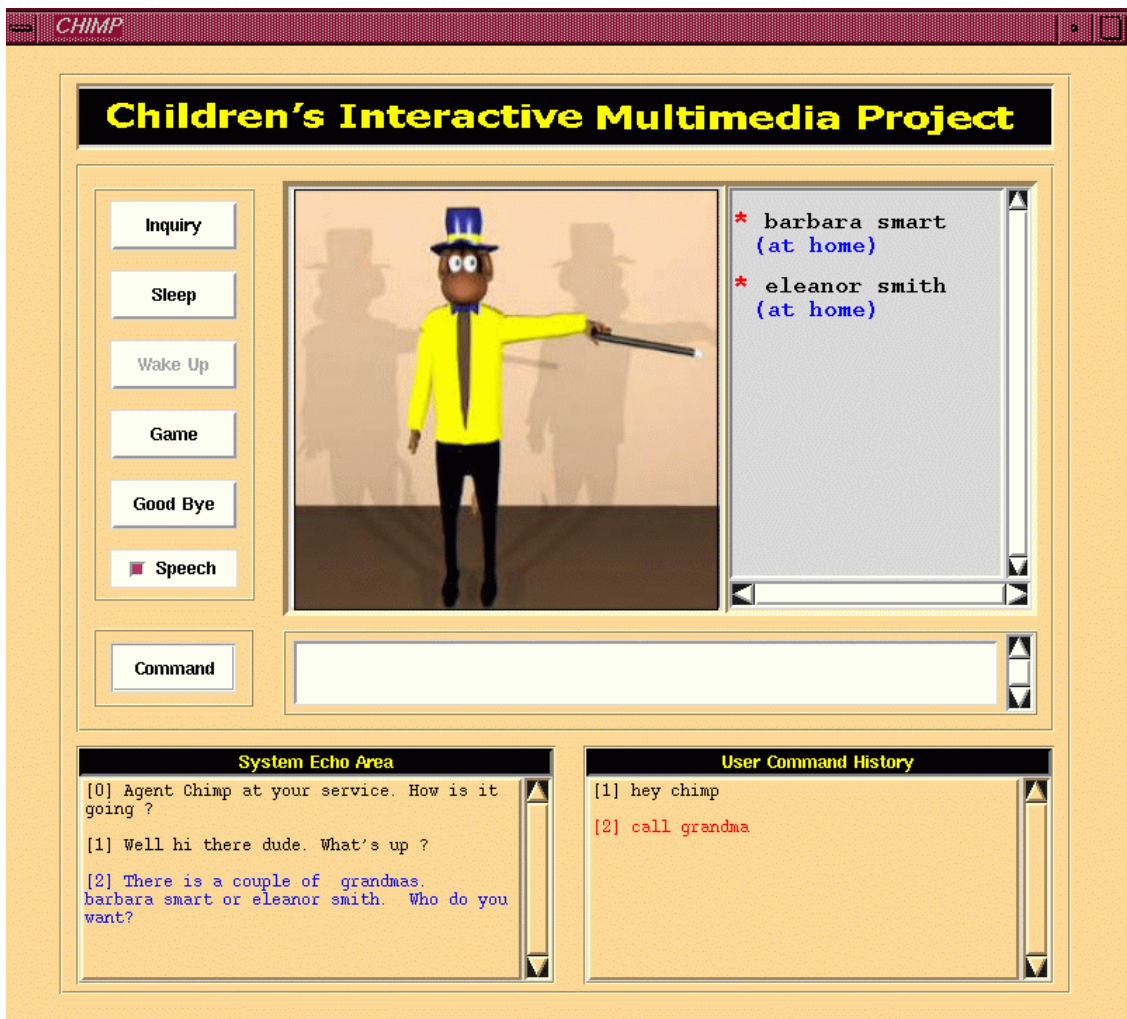 CHIMP
Children's Interactive Multimedia Project
Inquiry
Sleep
Wake Up
Game
Good Bye
Speech
* barbara smart
(at home)
* eleanor smith
(at home)
Command
System Echo Area
[0] Agent Chimp at your service. How is it
going ?
[1] Well hi there dude. What's up ?
[2] There is a couple of  grandmas.
barbara smart or eleanor smith.  Who do you
want?
User Command History
[1] hey chimp
[2] call grandma